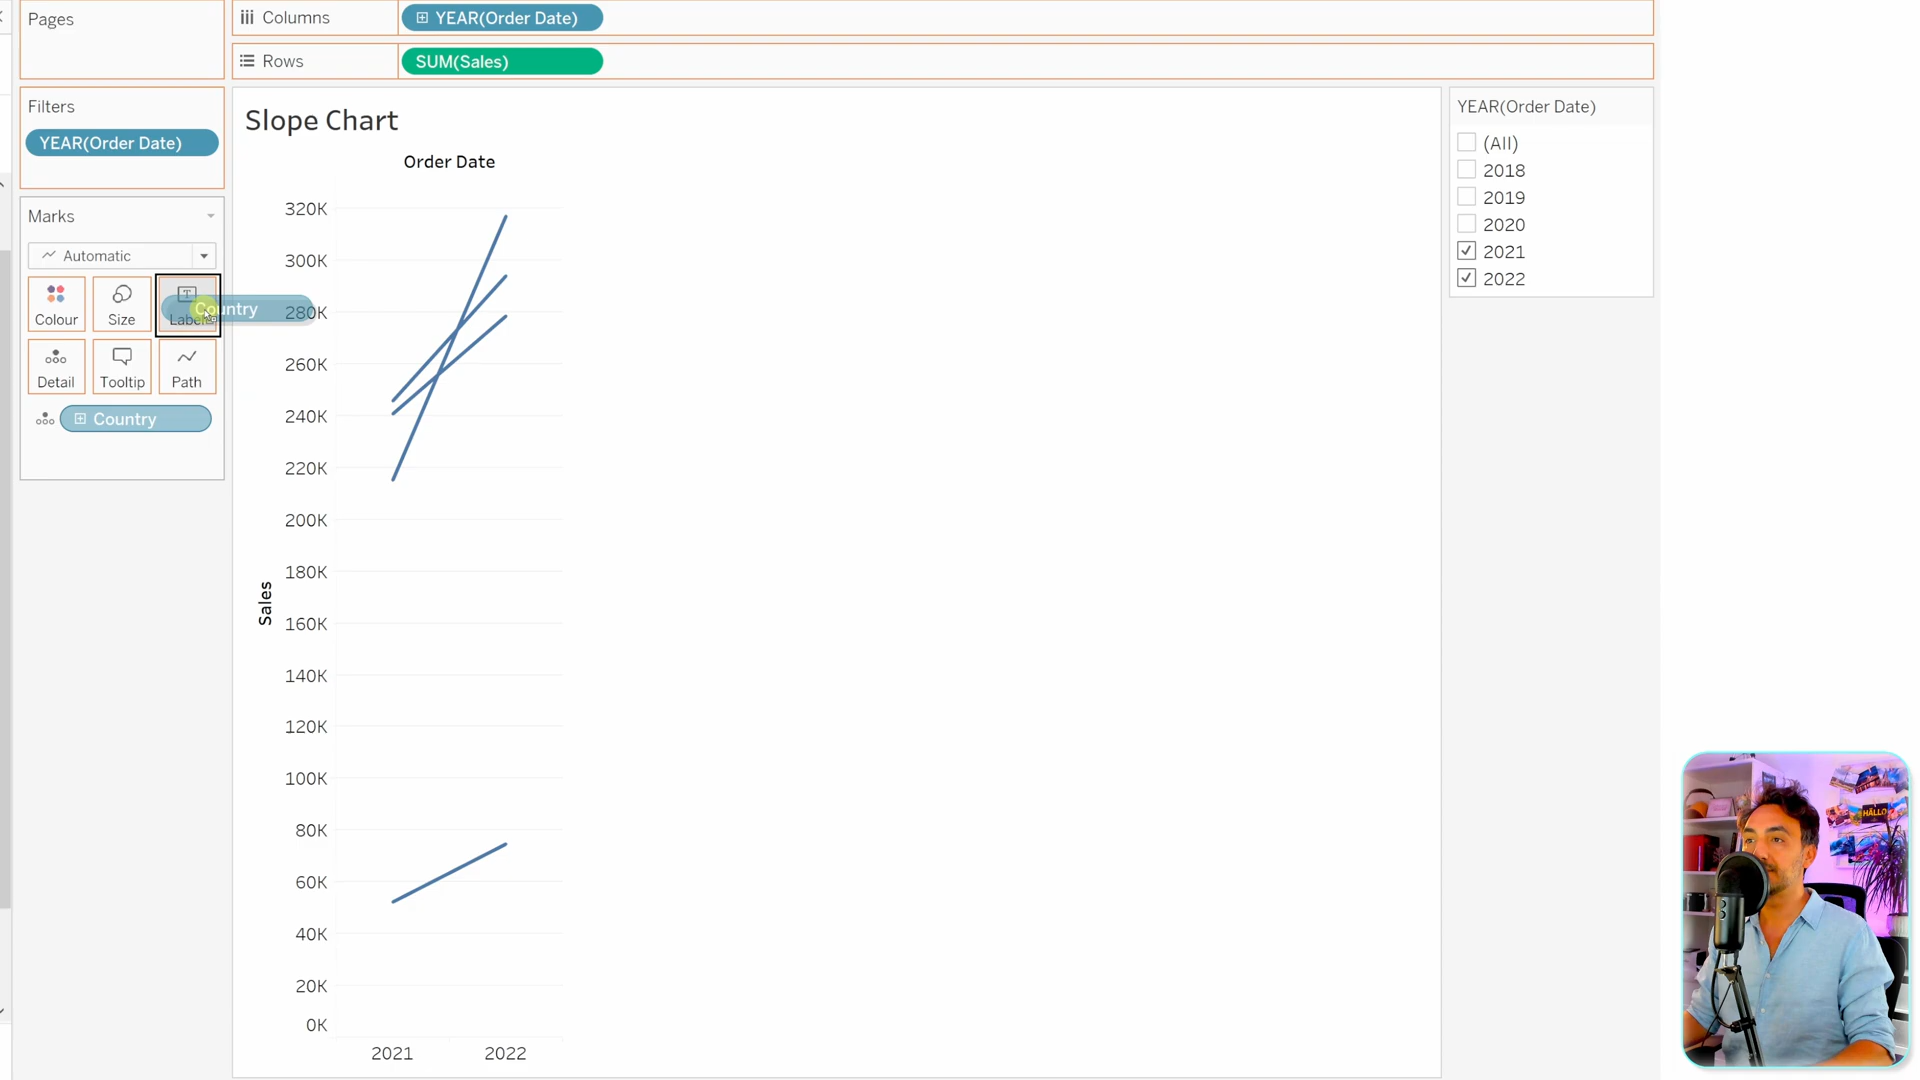 Pages
Columns
YEAR(Order Date)
Rows
SUM(Sales)
Filters
YEAR(Order Date)
Marks
Automatic
Colour
Size
Label
Country
Detail
Tooltip
Path
Country
Slope Chart
Order Date
320K
300K
280K
260K
240K
220K
200K
180K
160K
140K
120K
100K
80K
60K
40K
20K
0K
Sales
2021
2022
YEAR(Order Date)
(All)
2018
2019
2020
2021
2022
HALLO